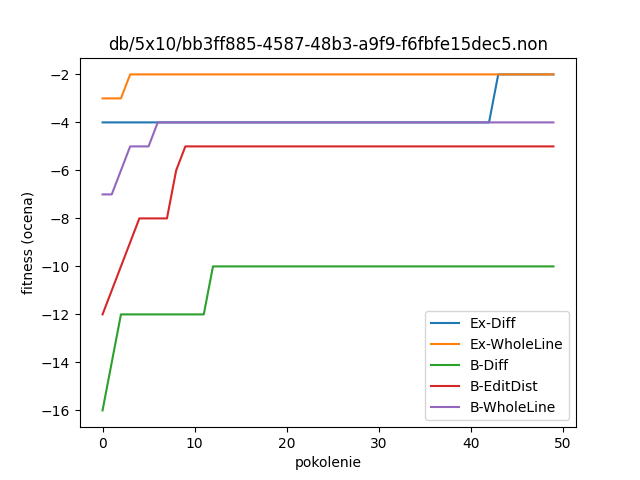 db/5x10/bb3ff885-4587-48b3-a9f9-f6fbfe15dec5.non
fitness (ocena)
−2
−4
−6
−8
−10
−12
−14
−16
Ex-Diff
Ex-WholeLine
B-Diff
B-EditDist
B-WholeLine
0 10 20 30 40 50
pokolenie